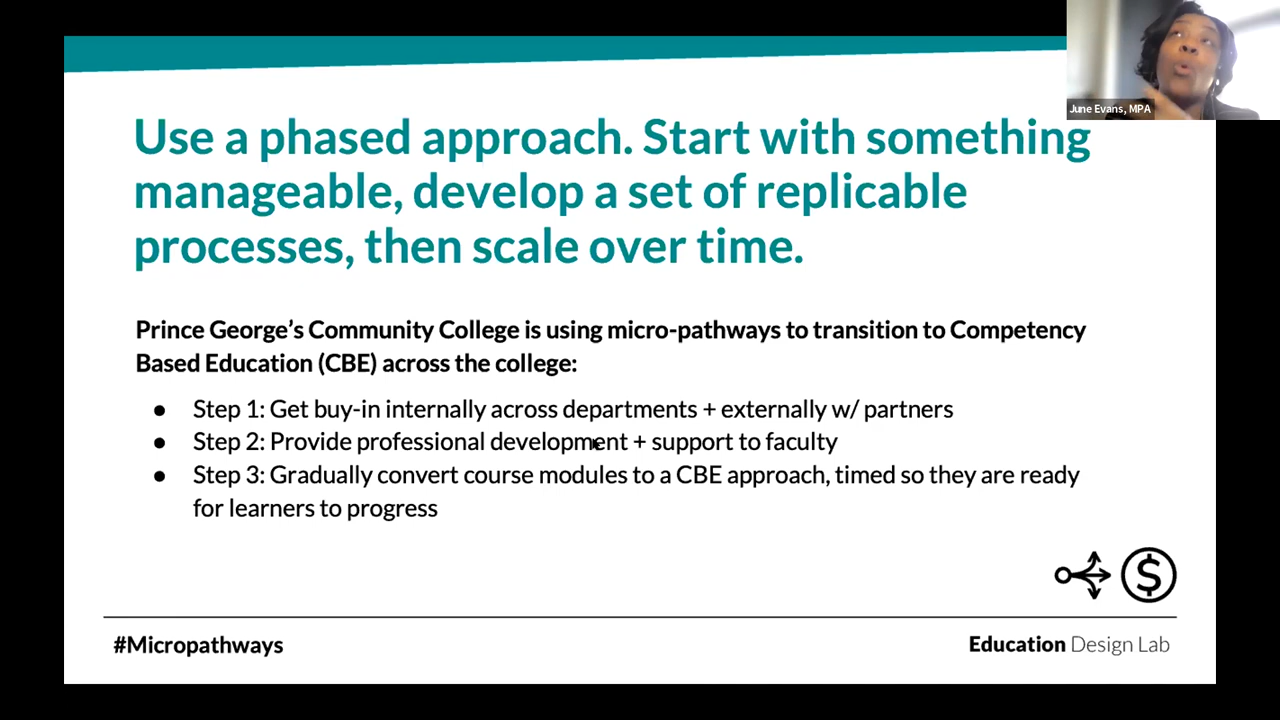 June Evans, MPA
Use a phased approach. Start with something
manageable, develop a set of replicable
processes, then scale over time.
Prince George’s Community College is using micro-pathways to transition to Competency
Based Education (CBE) across the college:
● Step 1: Get buy-in internally across departments + externally w/ partners
● Step 2: Provide professional development + support to faculty
● Step 3: Gradually convert course modules to a CBE approach, timed so they are ready
for learners to progress
$
#Micropathways
Education Design Lab